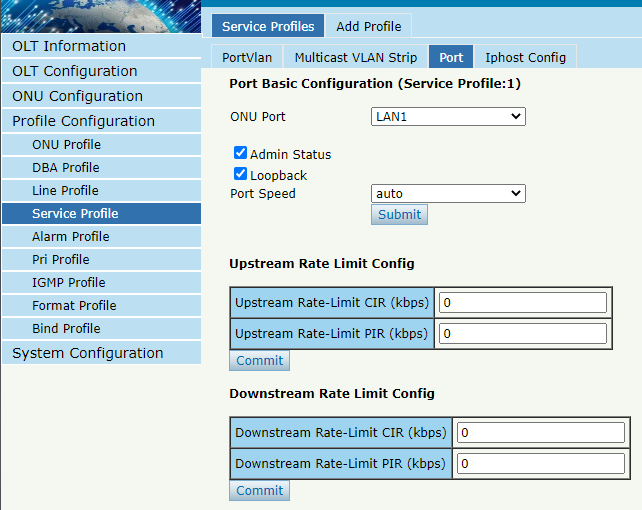 Service Profiles Add Profile
OLT Information
OLT Configuration
ONU Configuration
Profile Configuration
ONU Profile
DBA Profile
Line Profile
Service Profile
Alarm Profile
Pri Profile
IGMP Profile
Format Profile
Bind Profile
System Configuration
PortVlan Multicast VLAN Strip Port Iphost Config
Port Basic Configuration (Service Profile:1)
ONU Port LAN1
Admin Status
Loopback
Port Speed auto
Submit
Upstream Rate Limit Config
Upstream Rate-Limit CIR (kbps) 0
Upstream Rate-Limit PIR (kbps) 0
Commit
Downstream Rate Limit Config
Downstream Rate-Limit CIR (kbps) 0
Downstream Rate-Limit PIR (kbps) 0
Commit